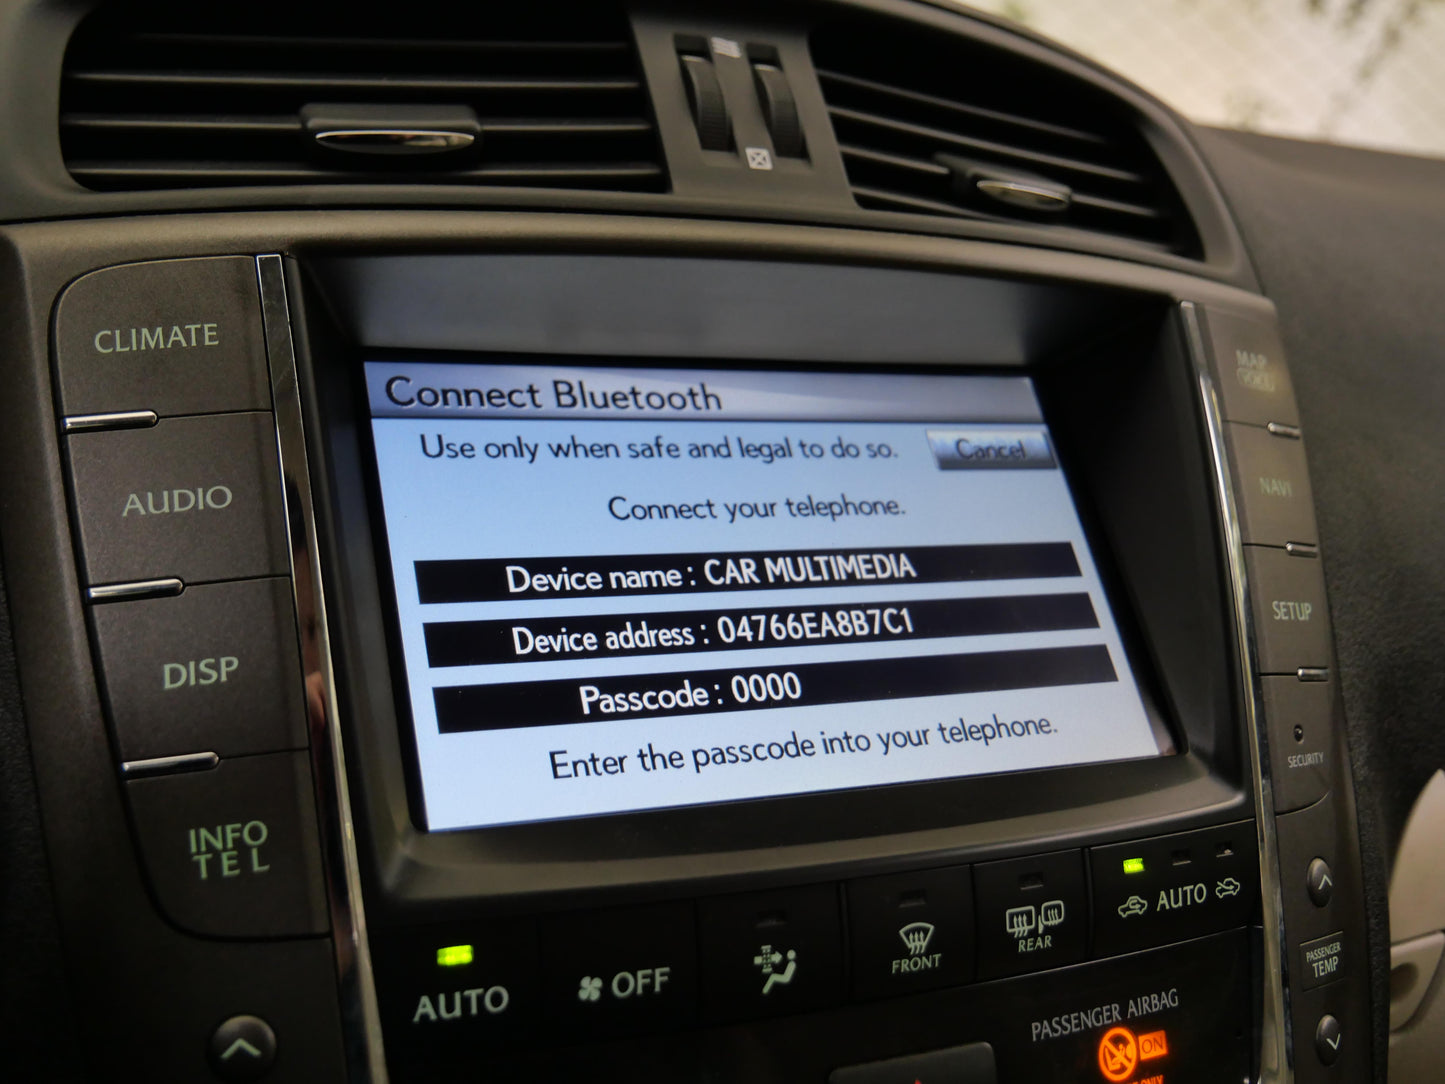 CLIMATE
AUDIO
DISP
INFO
TEL
Connect Bluetooth
Use only when safe and legal to do so.
Cancel
Connect your telephone.
Device name : CAR MULTIMEDIA
Device address : 04766EA8B7C1
Passcode : 0000
Enter the passcode into your telephone.
MAP
VOICE
NAVI
SETUP
SECURITY
PASSENGER
TEMP
AUTO
OFF
FRONT
REAR
AUTO
PASSENGER AIRBAG
ON
ONLY